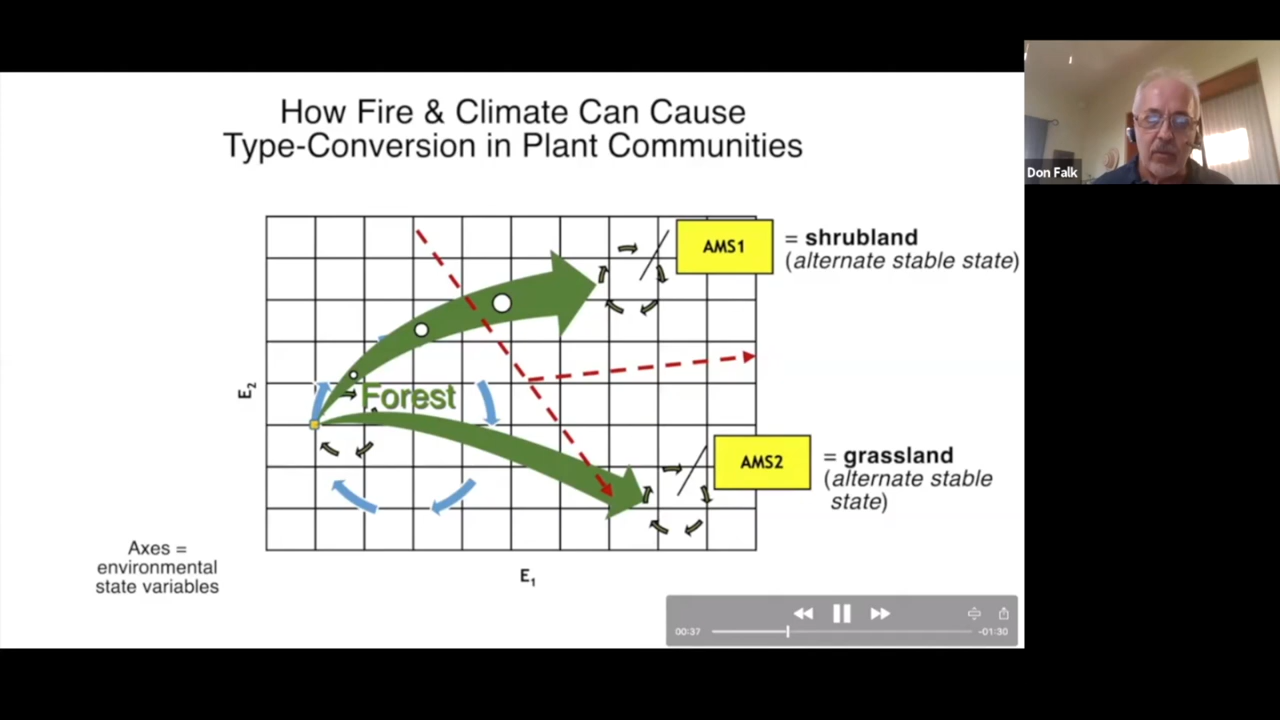 How Fire & Climate Can Cause
Type-Conversion in Plant Communities
Don Falk
AMS1
= shrubland
(alternate stable state)
E2
Forest
AMS2
= grassland
(alternate stable
state)
Axes =
environmental
state variables
E1
00:37
-01:30